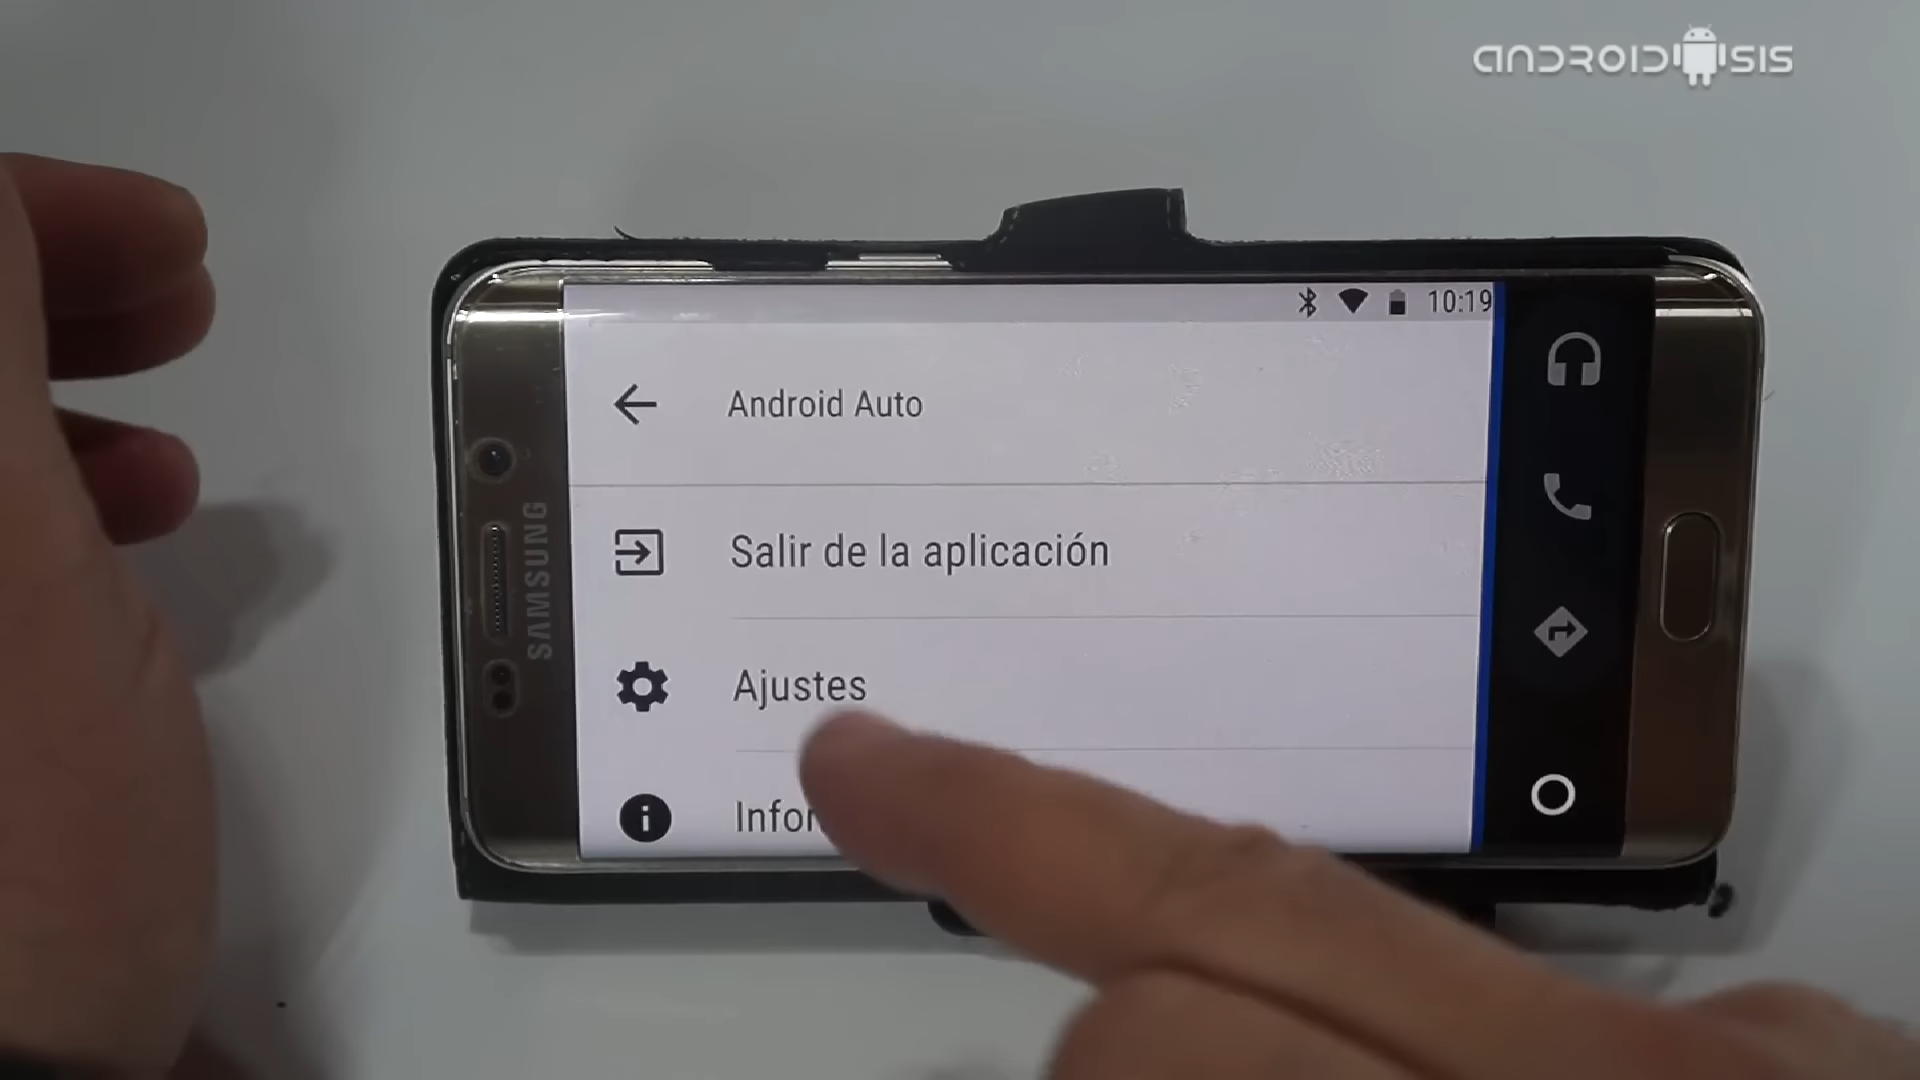 ANDROIDSIS
10:19
Android Auto
Salir de la aplicación
Ajustes
SAMSUNG